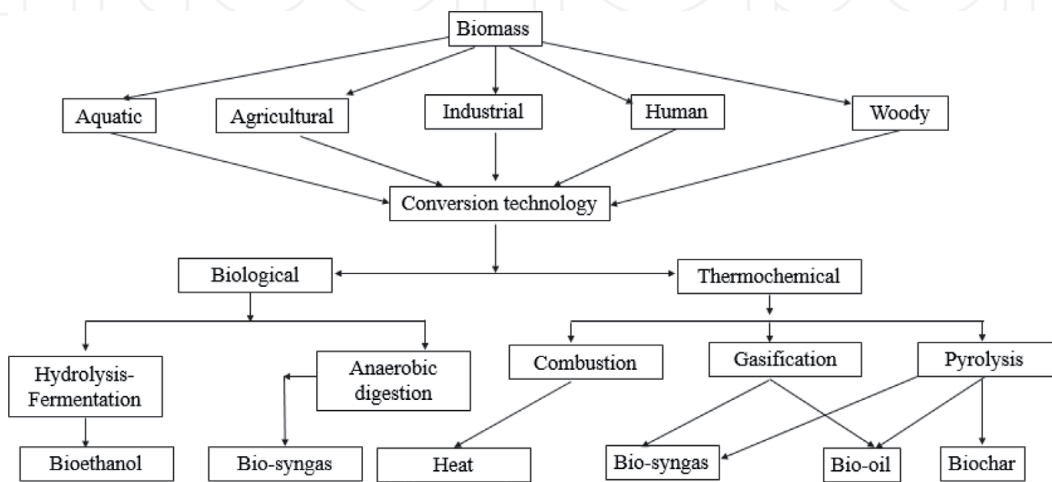 Biomass
Aquatic
Agricultural
Industrial
Human
Woody
Conversion technology
Biological
Thermochemical
Hydrolysis-
Fermentation
Anaerobic
digestion
Combustion
Gasification
Pyrolysis
Bioethanol
Bio-syngas
Heat
Bio-syngas
Bio-oil
Biochar